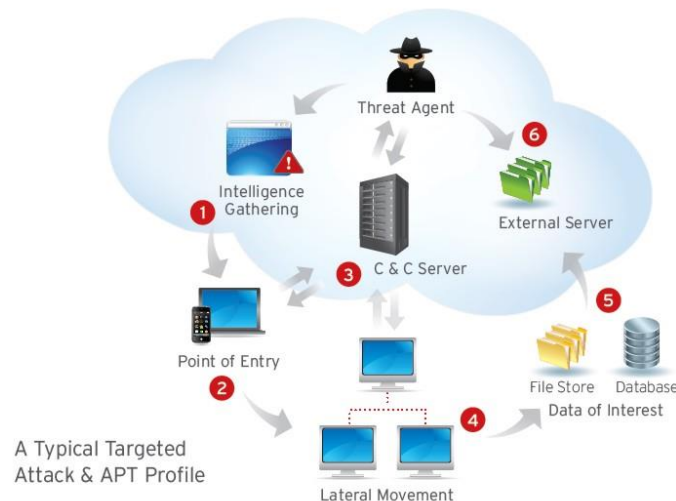 Threat Agent
6
Intelligence
Gathering
1
External Server
3
C & C Server
5
Point of Entry
2
File Store
Database
Data of Interest
4
A Typical Targeted
Attack & APT Profile
Lateral Movement